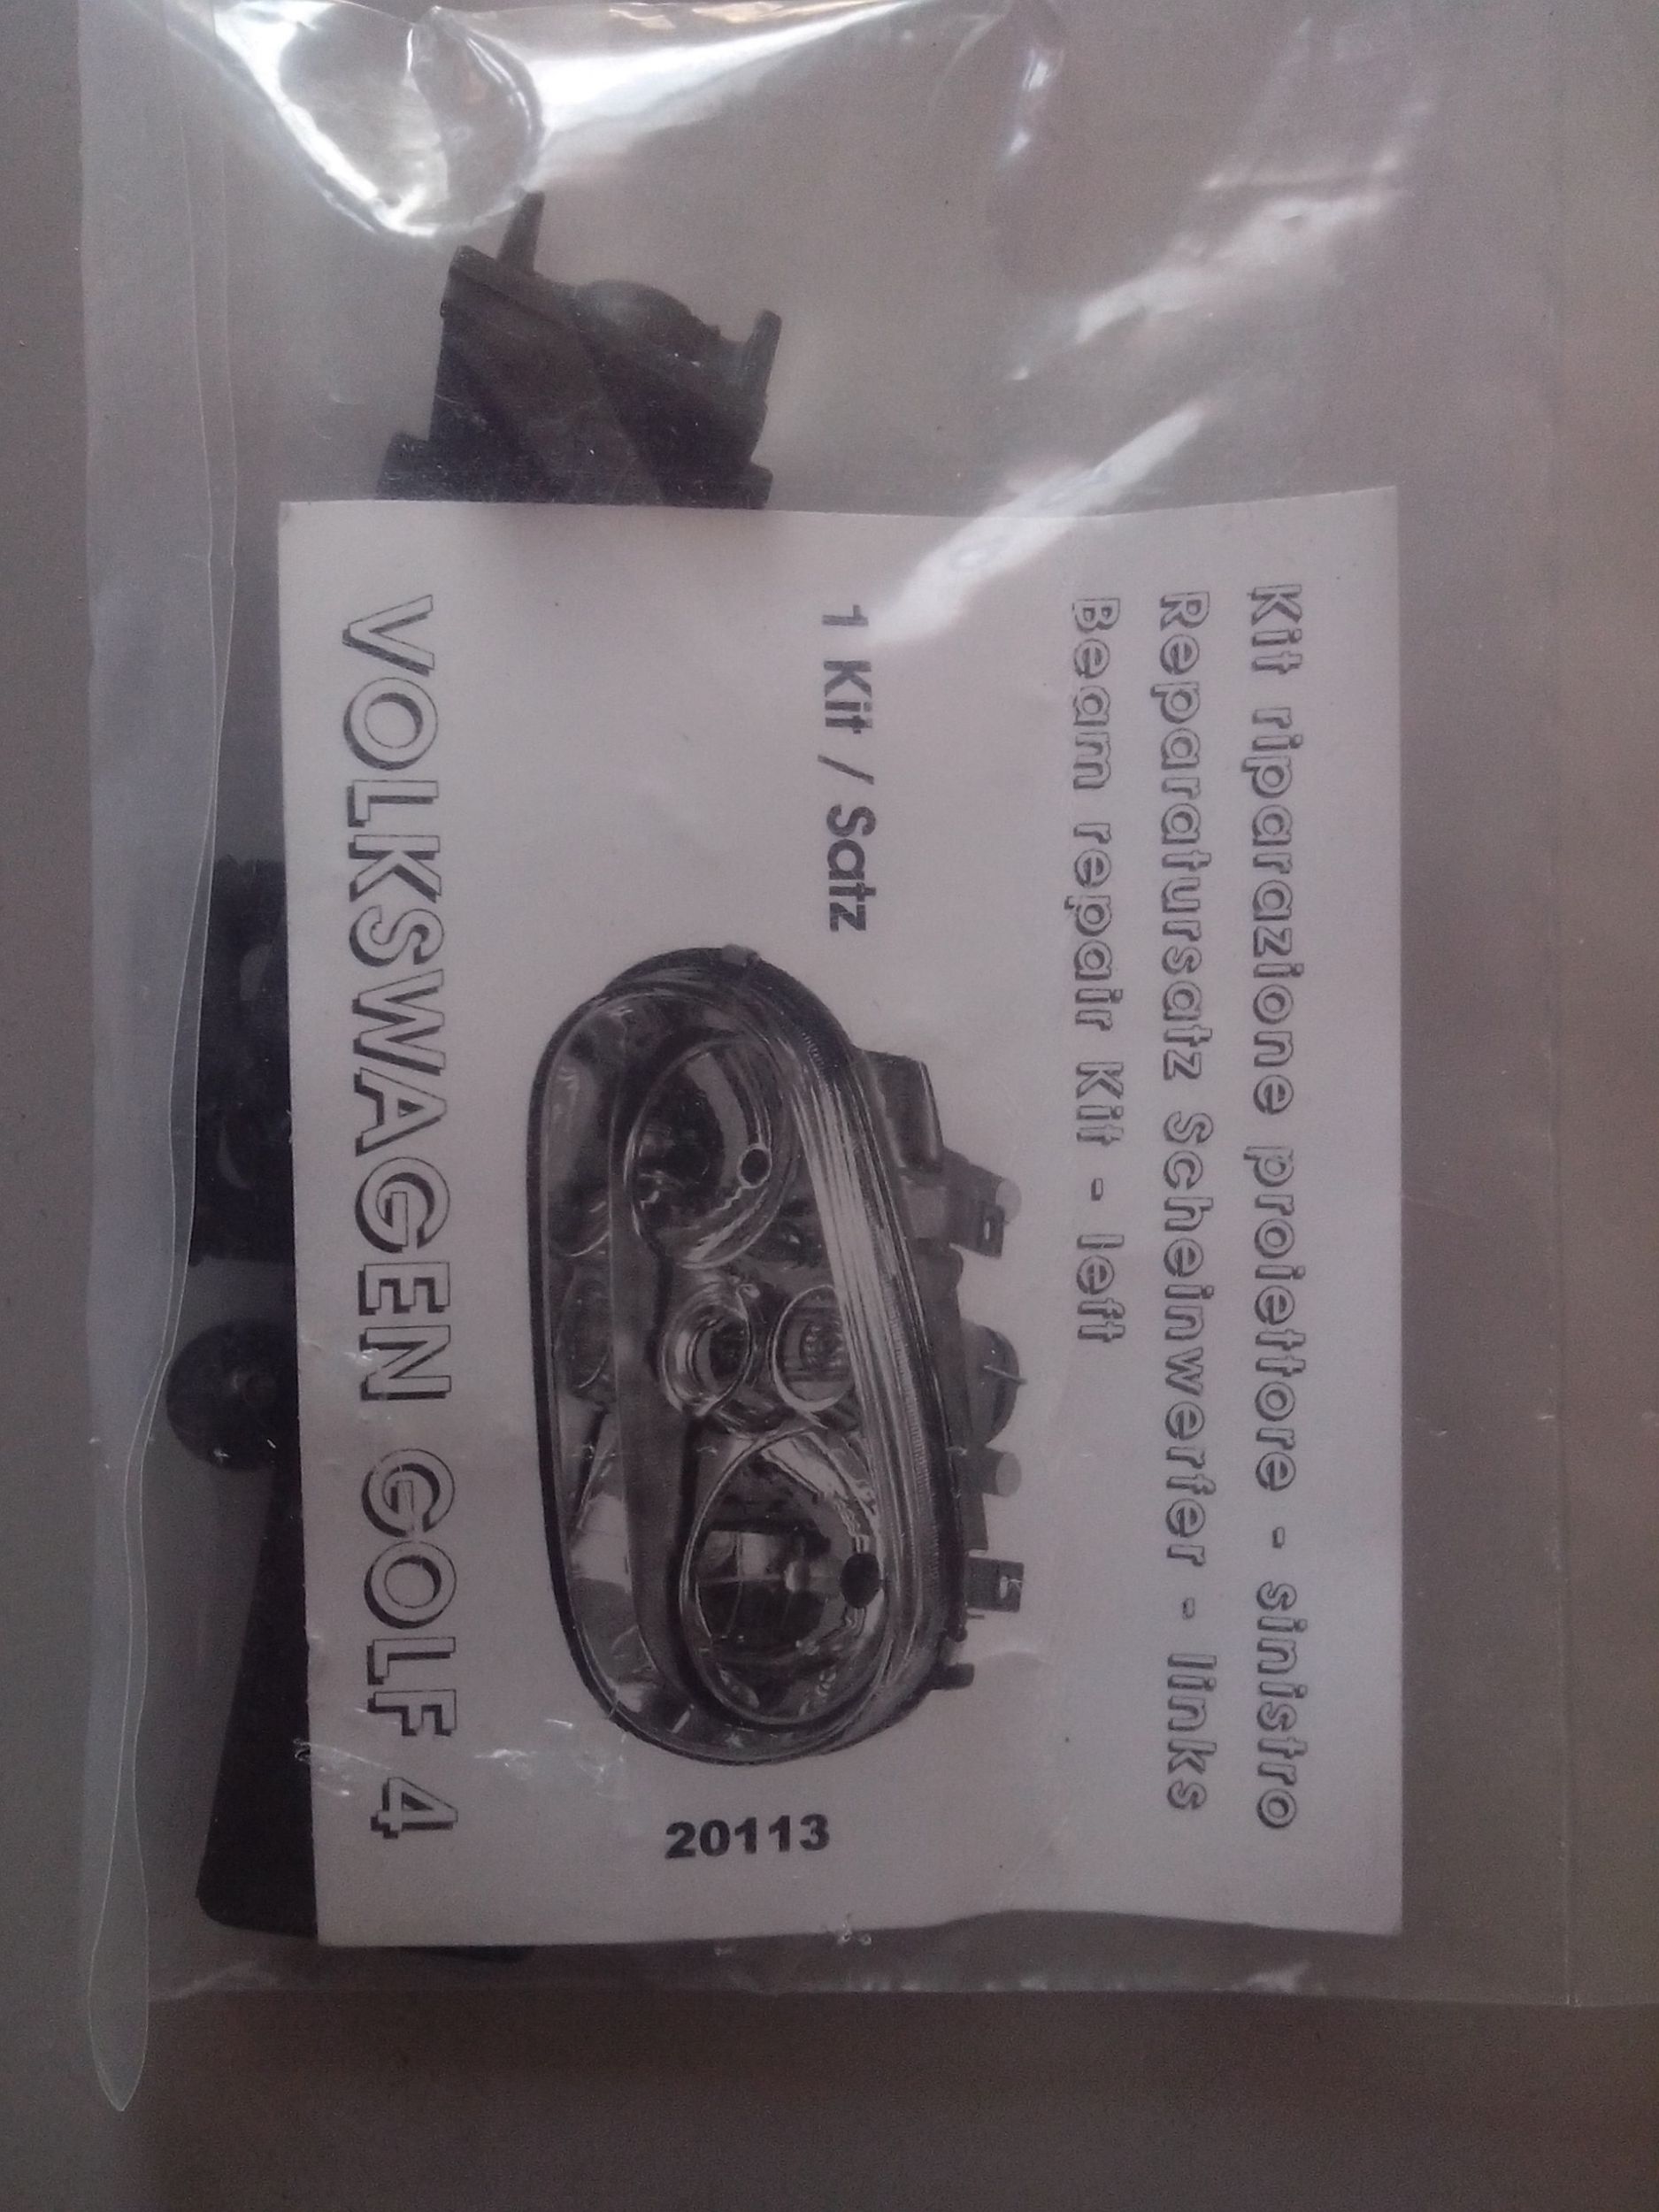 Kit riparazione proiettore - sinistro
Reparatursatz Scheinwerfer - links
Beam repair Kit - left
1 Kit / Satz
20113
VOLKSWAGEN GOLF 4